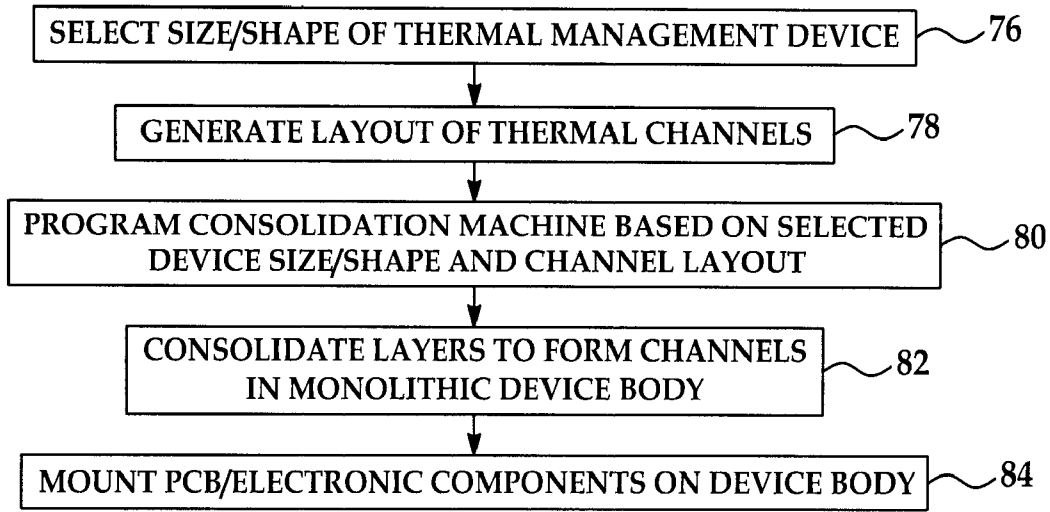 SELECT SIZE/SHAPE OF THERMAL MANAGEMENT DEVICE 76
GENERATE LAYOUT OF THERMAL CHANNELS 78
PROGRAM CONSOLIDATION MACHINE BASED ON SELECTED
DEVICE SIZE/SHAPE AND CHANNEL LAYOUT 80
CONSOLIDATE LAYERS TO FORM CHANNELS
IN MONOLITHIC DEVICE BODY 82
MOUNT PCB/ELECTRONIC COMPONENTS ON DEVICE BODY 84